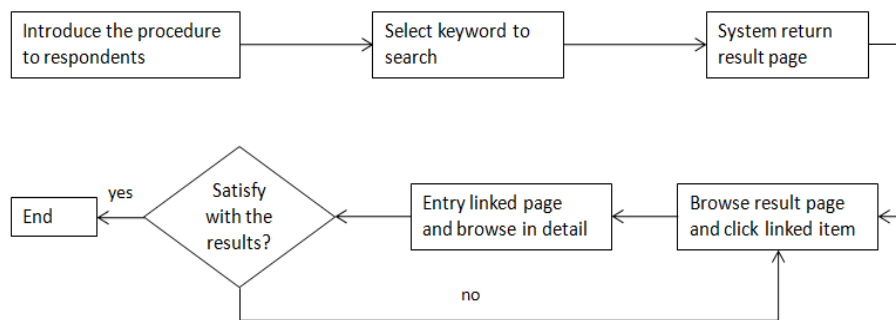 Introduce the procedure
to respondents
Select keyword to
search
System return
result page
Browse result page
and click linked item
Entry linked page
and browse in detail
Satisfy
with the
results?
yes
End
no